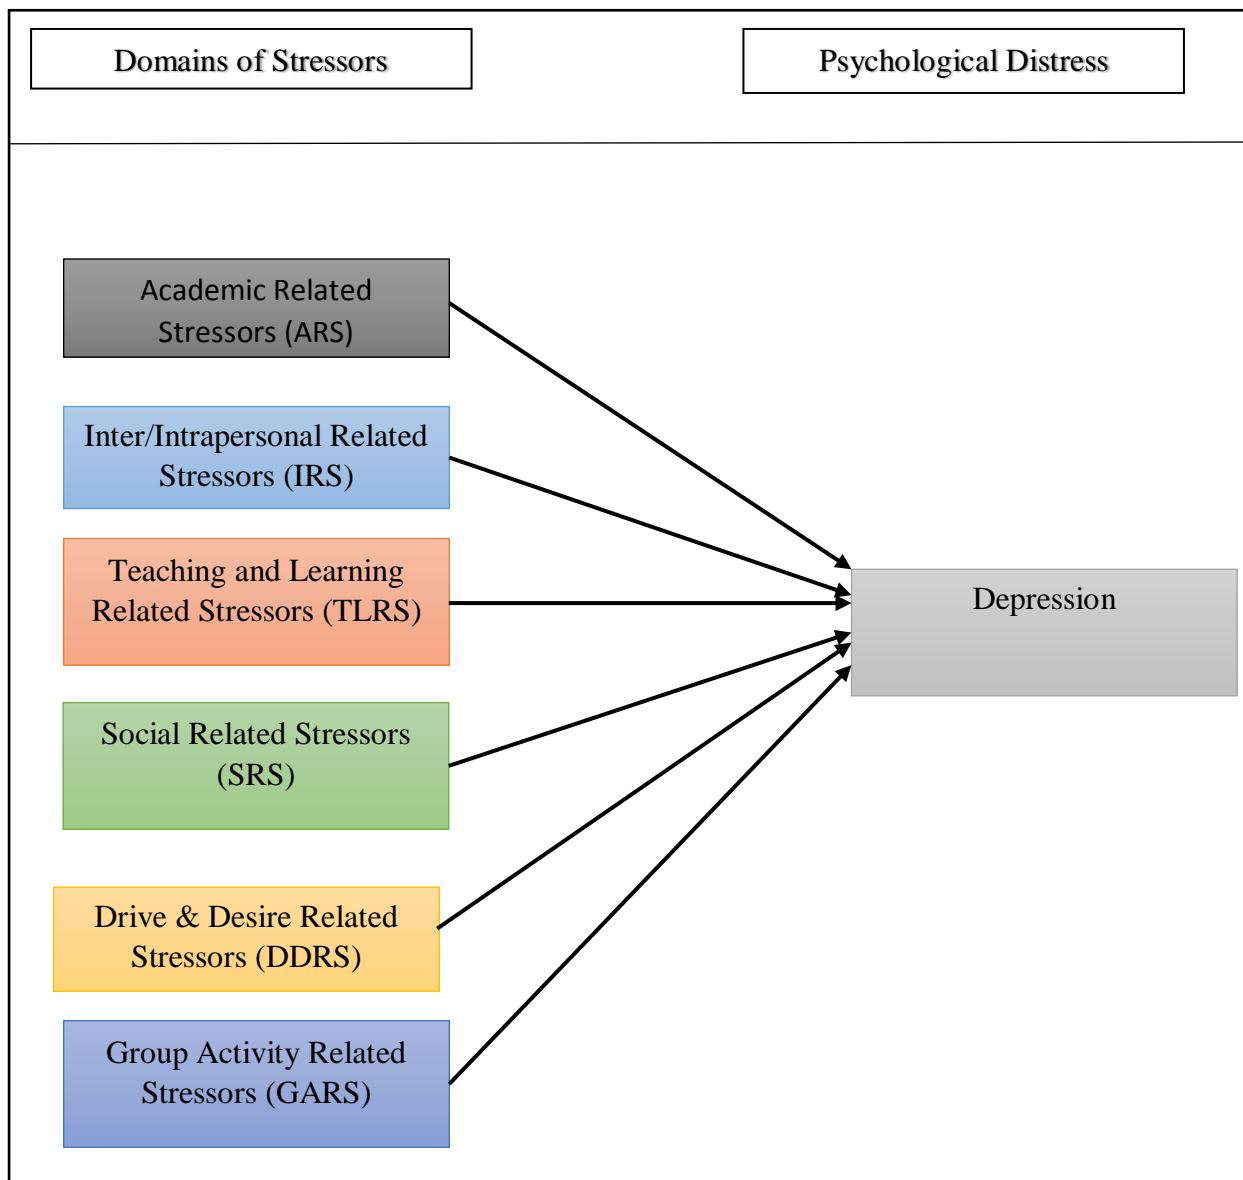 Domains of Stressors
Psychological Distress
Academic Related
Stressors (ARS)
Inter/Intrapersonal Related
Stressors (IRS)
Teaching and Learning
Related Stressors (TLRS)
Depression
Social Related Stressors
(SRS)
Drive & Desire Related
Stressors (DDRS)
Group Activity Related
Stressors (GARS)